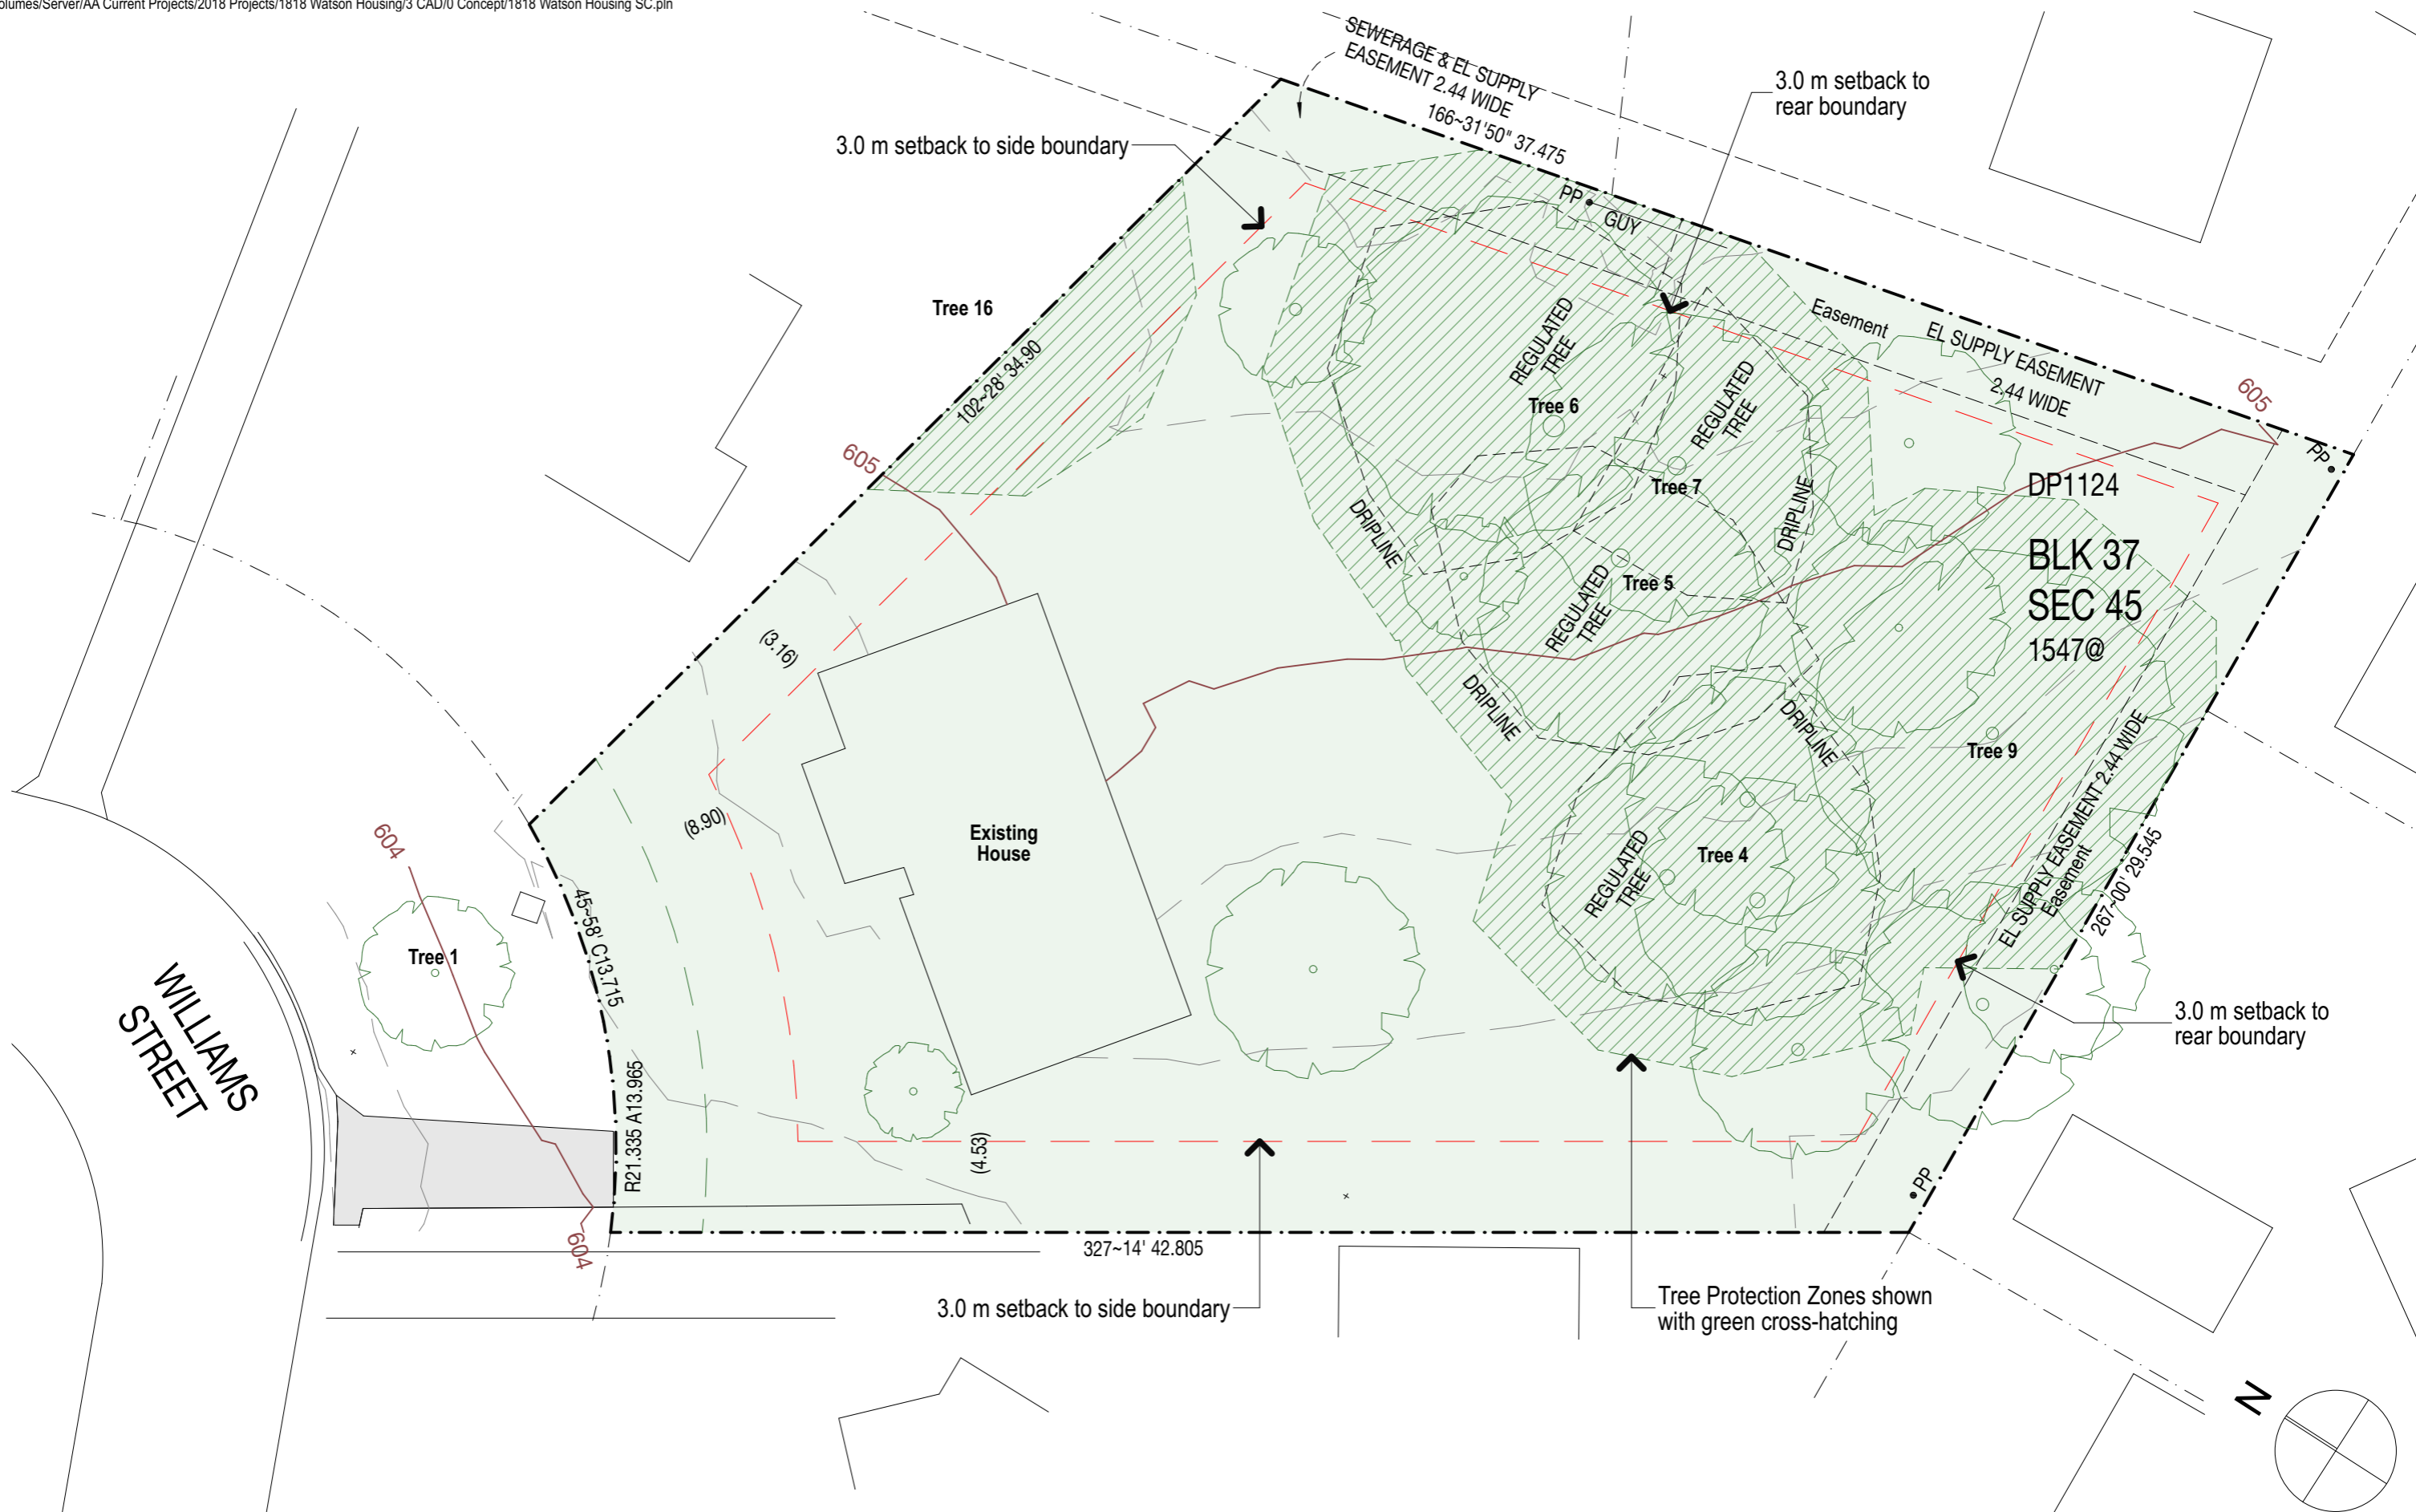 olumes/Server/AA Current Projects/2018 Projects/1818 Watson Housing/3 CAD/0 Concept/1818 Watson Housing SC.pln
SEWERAGE & EL SUPPLY
EASEMENT 2.44 WIDE
166~31'50" 37.475
3.0 m setback to
rear boundary
3.0 m setback to side boundary
PP
GUY
Tree 16
102~28' 34.90
605
REGULATED
TREE
Tree 6
REGULATED
TREE
Tree 7
Easement
EL SUPPLY EASEMENT
2.44 WIDE
605
PP
DP1124
BLK 37
SEC 45
1547@
DRIPLINE
DRIPLINE
REGULATED
TREE
Tree 5
(3.16)
DRIPLINE
DRIPLINE
Tree 9
EL SUPPLY EASEMENT 2.44 WIDE
Easement
267~00' 29.545
(8.90)
Existing
House
REGULATED
TREE
Tree 4
604
Tree 1
45~58' C13.715
WILLIAMS
STREET
R21.335 A13.965
(4.53)
3.0 m setback to
rear boundary
PP
604
327~14' 42.805
3.0 m setback to side boundary
Tree Protection Zones shown
with green cross-hatching
N